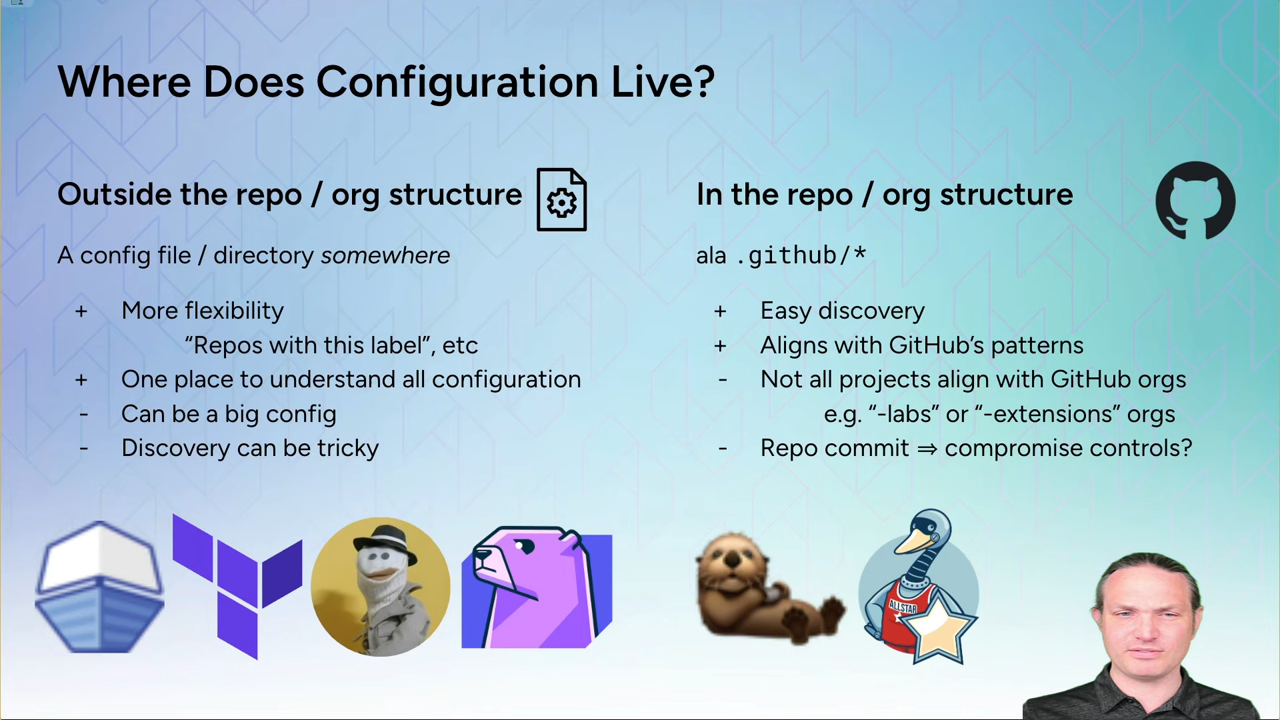 Where Does Configuration Live?
Outside the repo / org structure
A config file / directory somewhere
+ More flexibility
“Repos with this label”, etc
+ One place to understand all configuration
- Can be a big config
- Discovery can be tricky
In the repo / org structure
ala .github/*
+ Easy discovery
+ Aligns with GitHub’s patterns
- Not all projects align with GitHub orgs
e.g. “-labs” or “-extensions” orgs
- Repo commit ⇒ compromise controls?
ALLSTAR